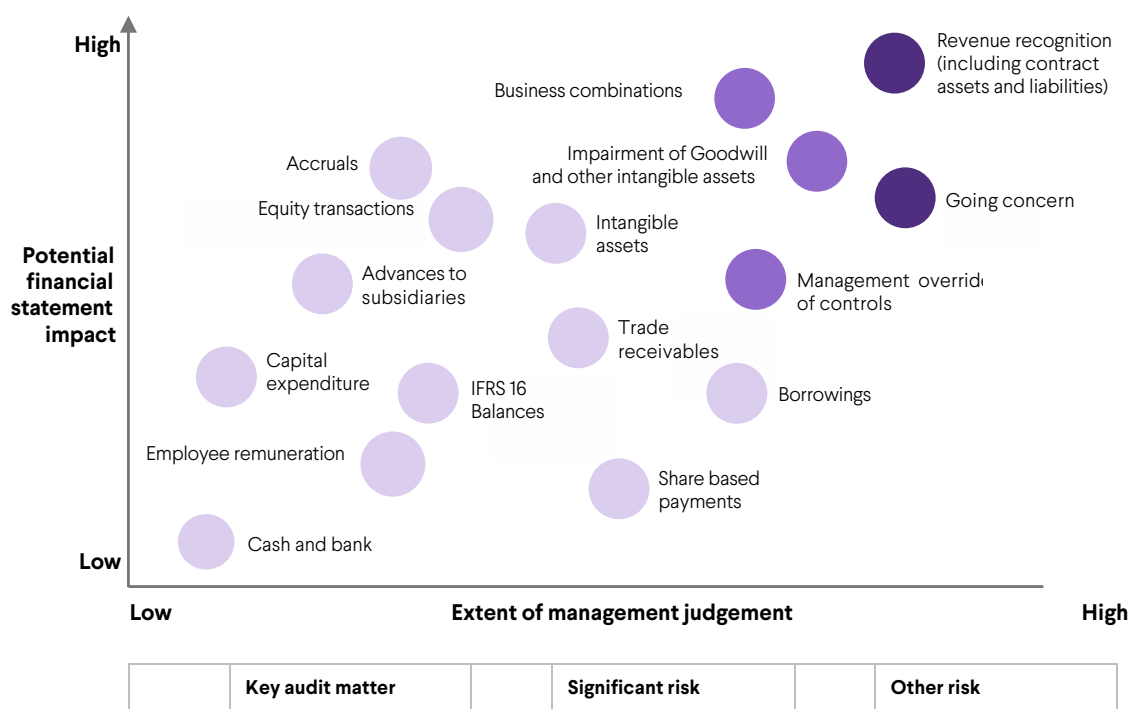 High
Revenue recognition
(including contract
assets and liabilities)
Business combinations
Impairment of Goodwill
and other intangible assets
Accruals
Going concern
Equity transactions
Intangible
assets
Potential
financial
statement
impact
Advances to
subsidiaries
Management
of controls
Trade
receivables
Capital
expenditure
IFRS 16
Balances
Borrowings
Employee remuneration
Share based
payments
Cash and bank
Low
Low
Extent of management judgement
High
Key audit matter
Significant risk
Other risk